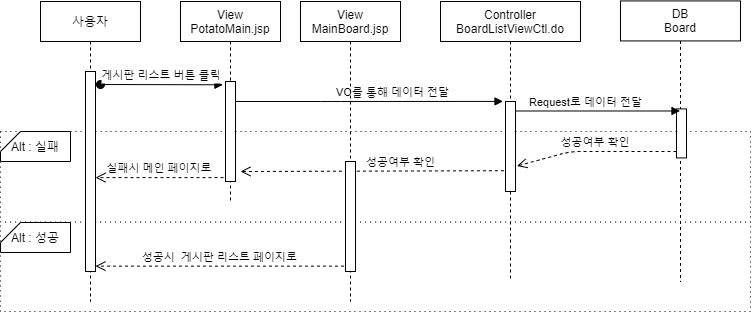 사용자
View
PotatoMain.jsp
View
MainBoard.jsp
Controller
BoardListViewCtl.do
DB
Board
게시판 리스트 버튼 클릭
VO를 통해 데이터 전달
Request로 데이터 전달
Alt : 실패
성공여부 확인
성공여부 확인
실패시 메인 페이지로
Alt : 성공
성공시 게시판 리스트 페이지로